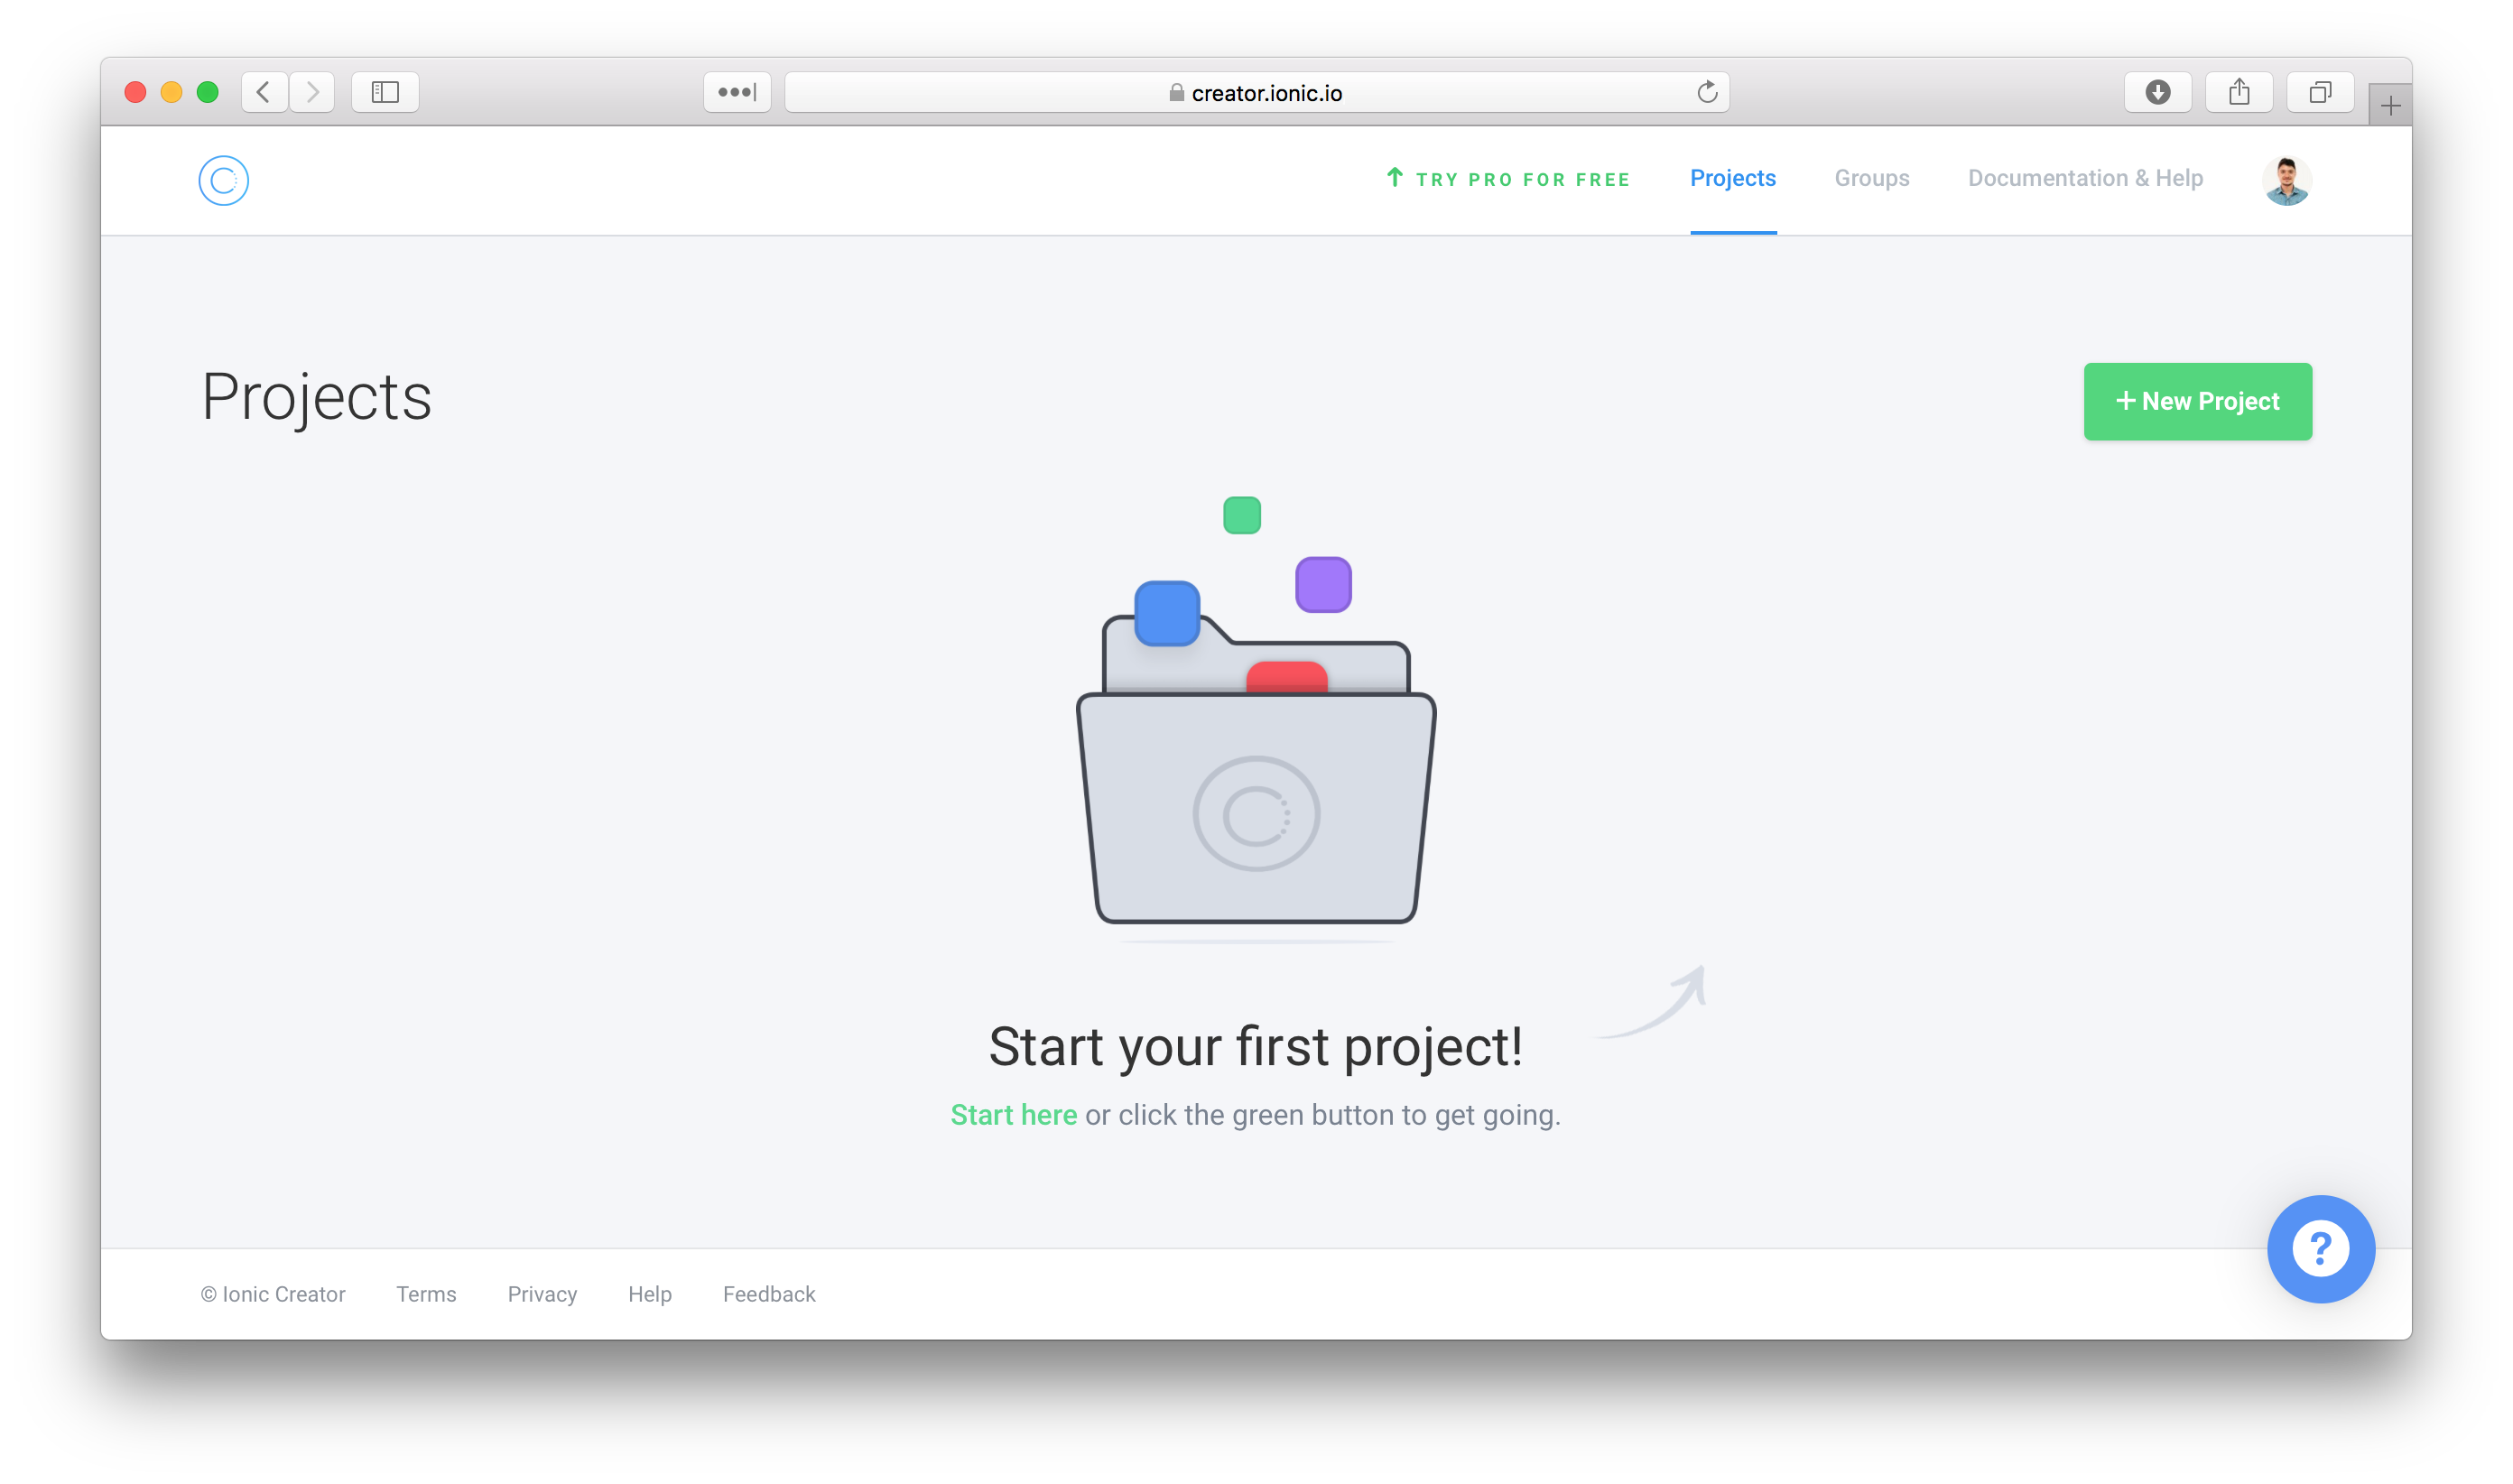 creator.ionic.io
TRY PRO FOR FREE
Projects
Groups
Documentation & Help
Projects
+ New Project
Start your first project!
Start here or click the green button to get going.
?
© Ionic Creator
Terms
Privacy
Help
Feedback